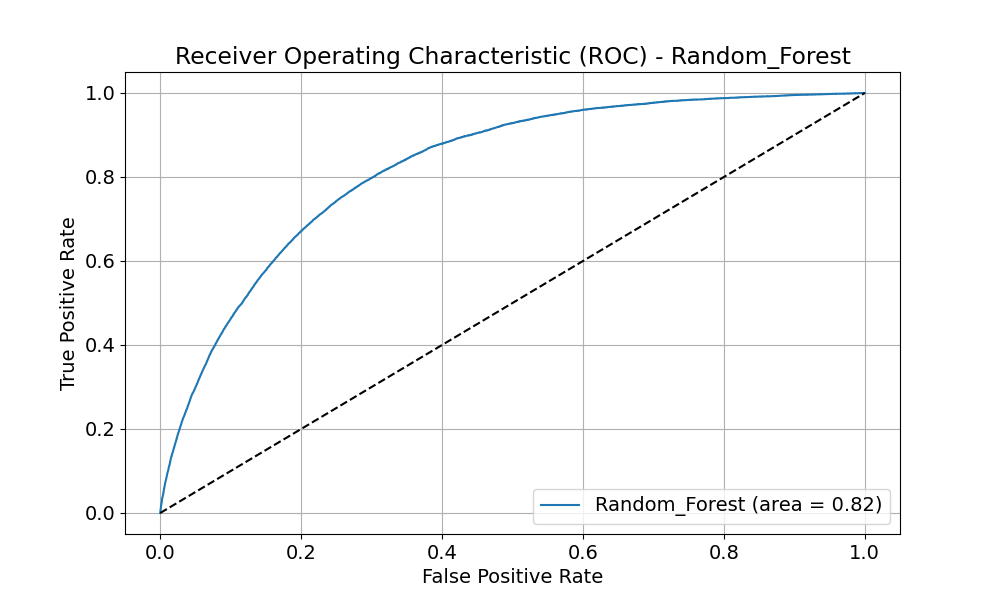 Receiver Operating Characteristic (ROC) - Random_Forest
True Positive Rate
1.0
0.8
0.6
0.4
0.2
0.0
Random_Forest (area = 0.82)
0.0 0.2 0.4 0.6 0.8 1.0
False Positive Rate